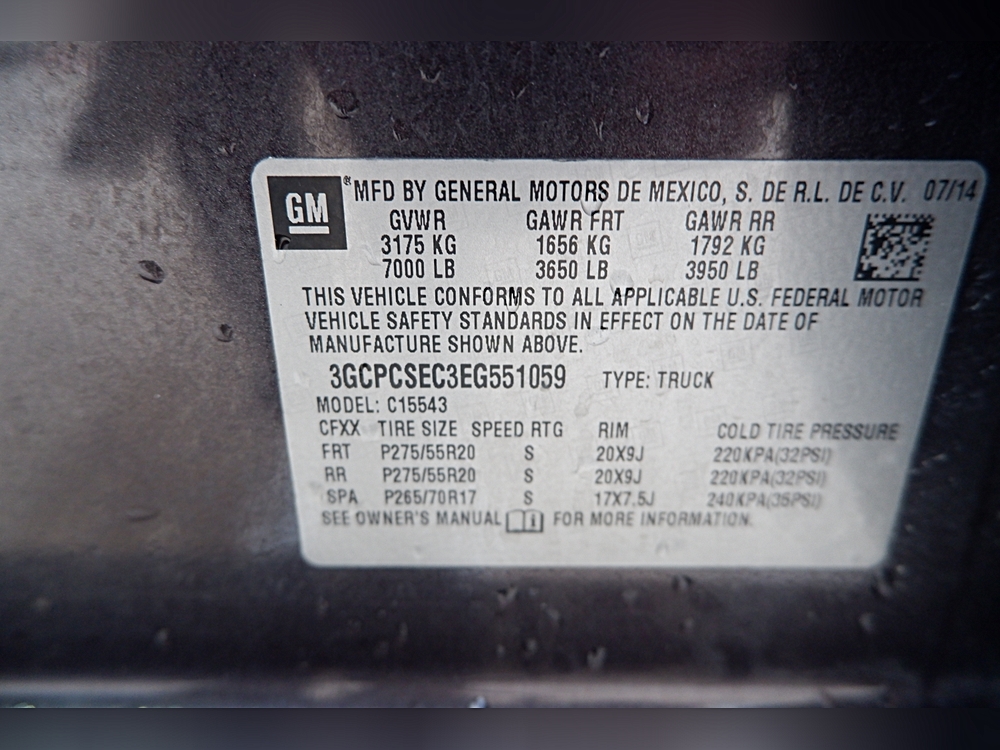 GM ® MFD BY GENERAL MOTORS DE MEXICO, S. DE R.L. DE C.V. 07/14
GVWR GAWR FRT GAWR RR
3175 KG 1656 KG 1792 KG
7000 LB 3650 LB 3950 LB
THIS VEHICLE CONFORMS TO ALL APPLICABLE U.S. FEDERAL MOTOR
VEHICLE SAFETY STANDARDS IN EFFECT ON THE DATE OF
MANUFACTURE SHOWN ABOVE.
3GCPCSEC3EG551059 TYPE: TRUCK
MODEL: C15543
CFXX TIRE SIZE SPEED RTG RIM COLD TIRE PRESSURE
FRT P275/55R20 S 20X9J 220KPA(32PSI)
RR P275/55R20 S 20X9J 220KPA(32PSI)
SPA P265/70R17 S 17X7.5J 240KPA(35PSI)
SEE OWNER'S MANUAL FOR MORE INFORMATION.